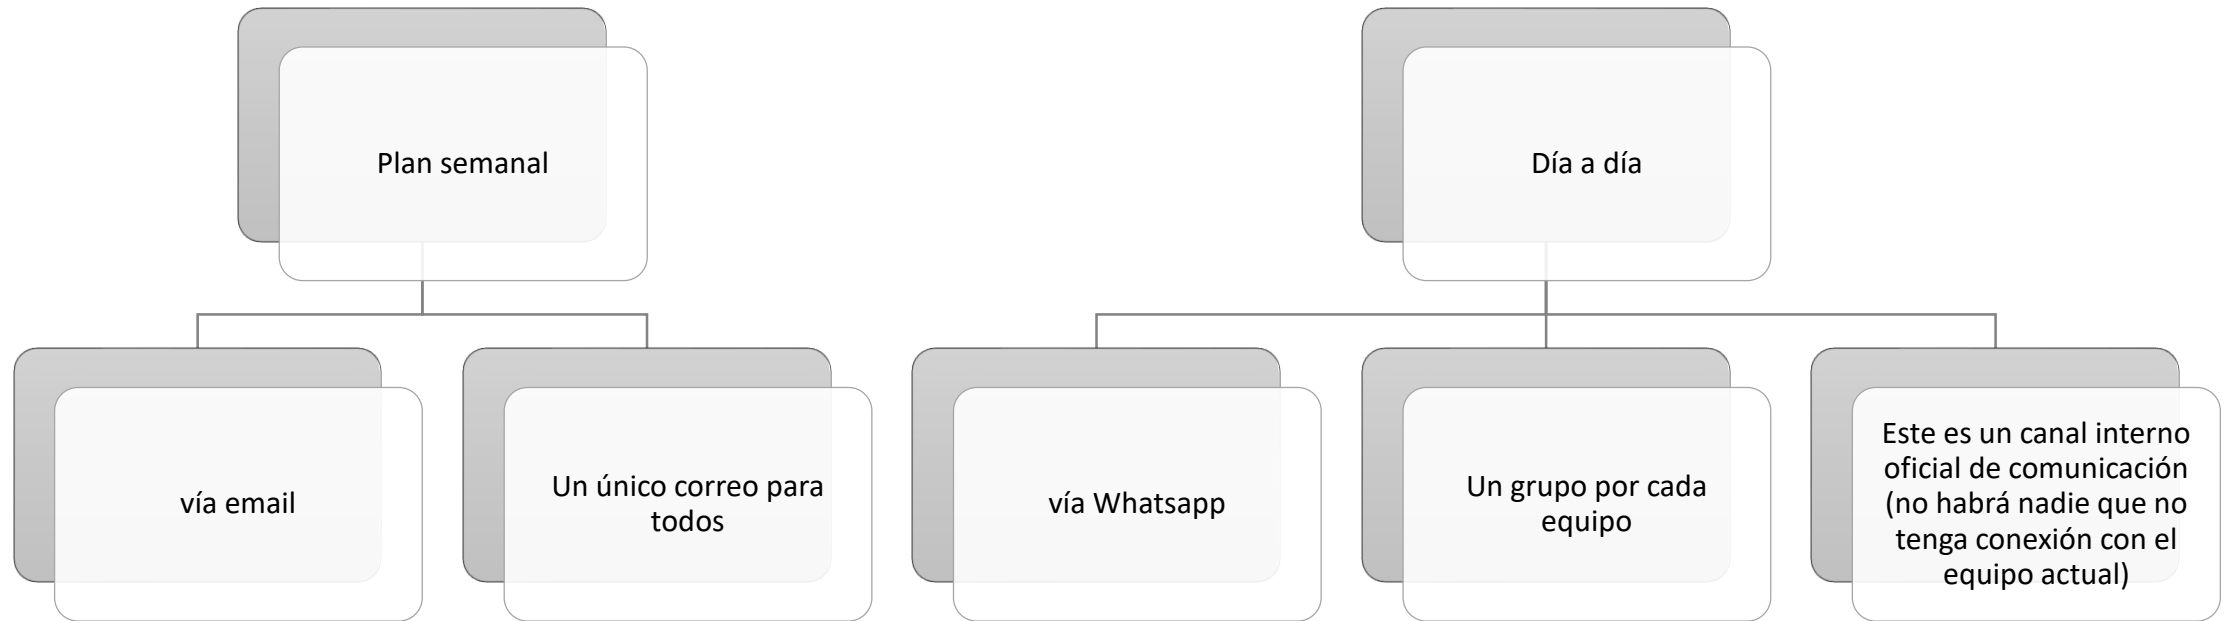 Plan semanal
Día a día
vía email
Un único correo para
todos
vía Whatsapp
Un grupo por cada
equipo
Este es un canal interno
oficial de comunicación
(no habrá nadie que no
tenga conexión con el
equipo actual)